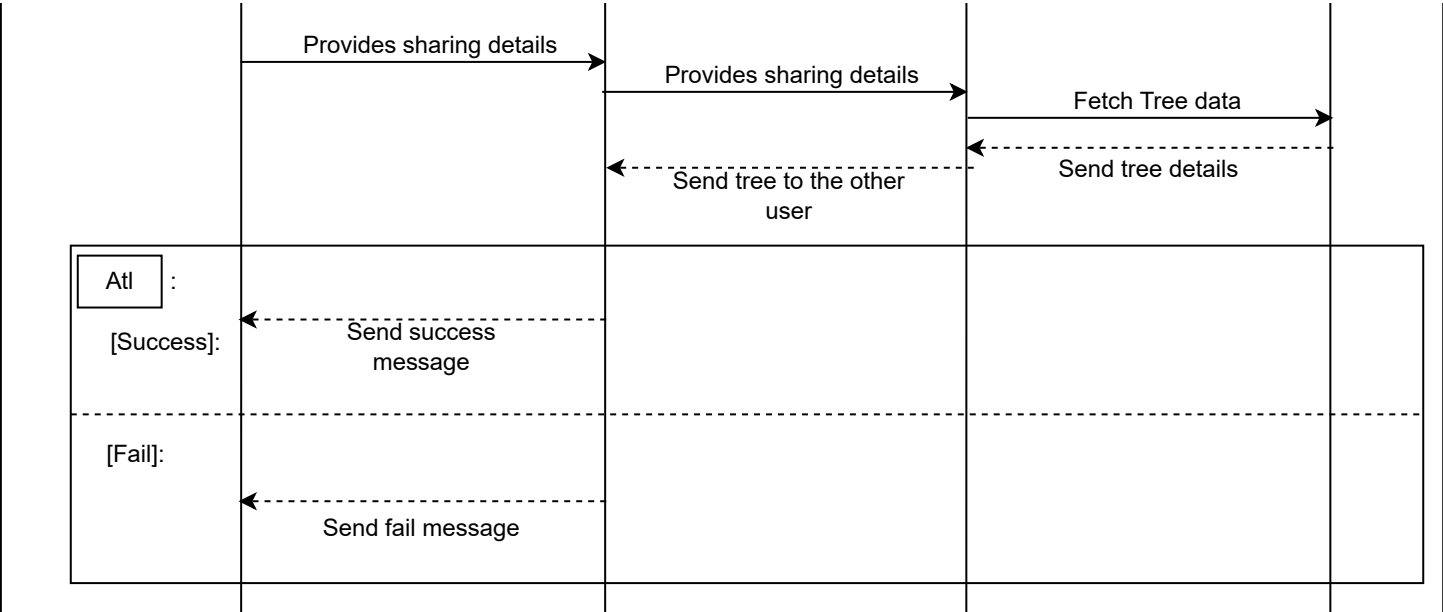 Provides sharing details
Provides sharing details
Fetch Tree data
Send tree details
Send tree to the other
user
Atl :
[Success]:
Send success
message
[Fail]:
Send fail message